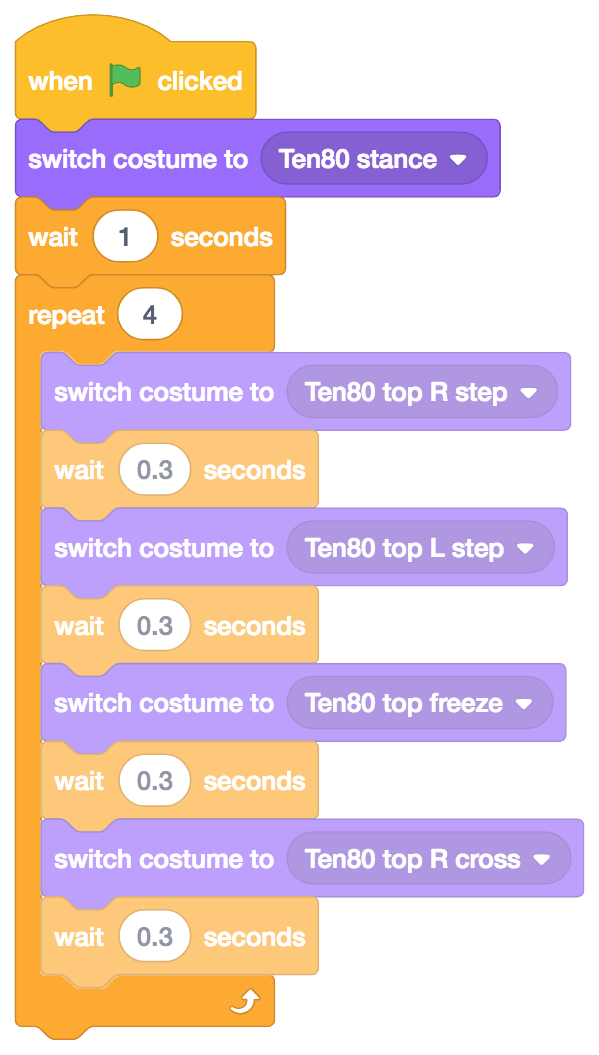 when clicked
switch costume to Ten80 stance
wait 1 seconds
repeat 4
switch costume to Ten80 top R step
wait 0.3 seconds
switch costume to Ten80 top L step
wait 0.3 seconds
switch costume to Ten80 top freeze
wait 0.3 seconds
switch costume to Ten80 top R cross
wait 0.3 seconds